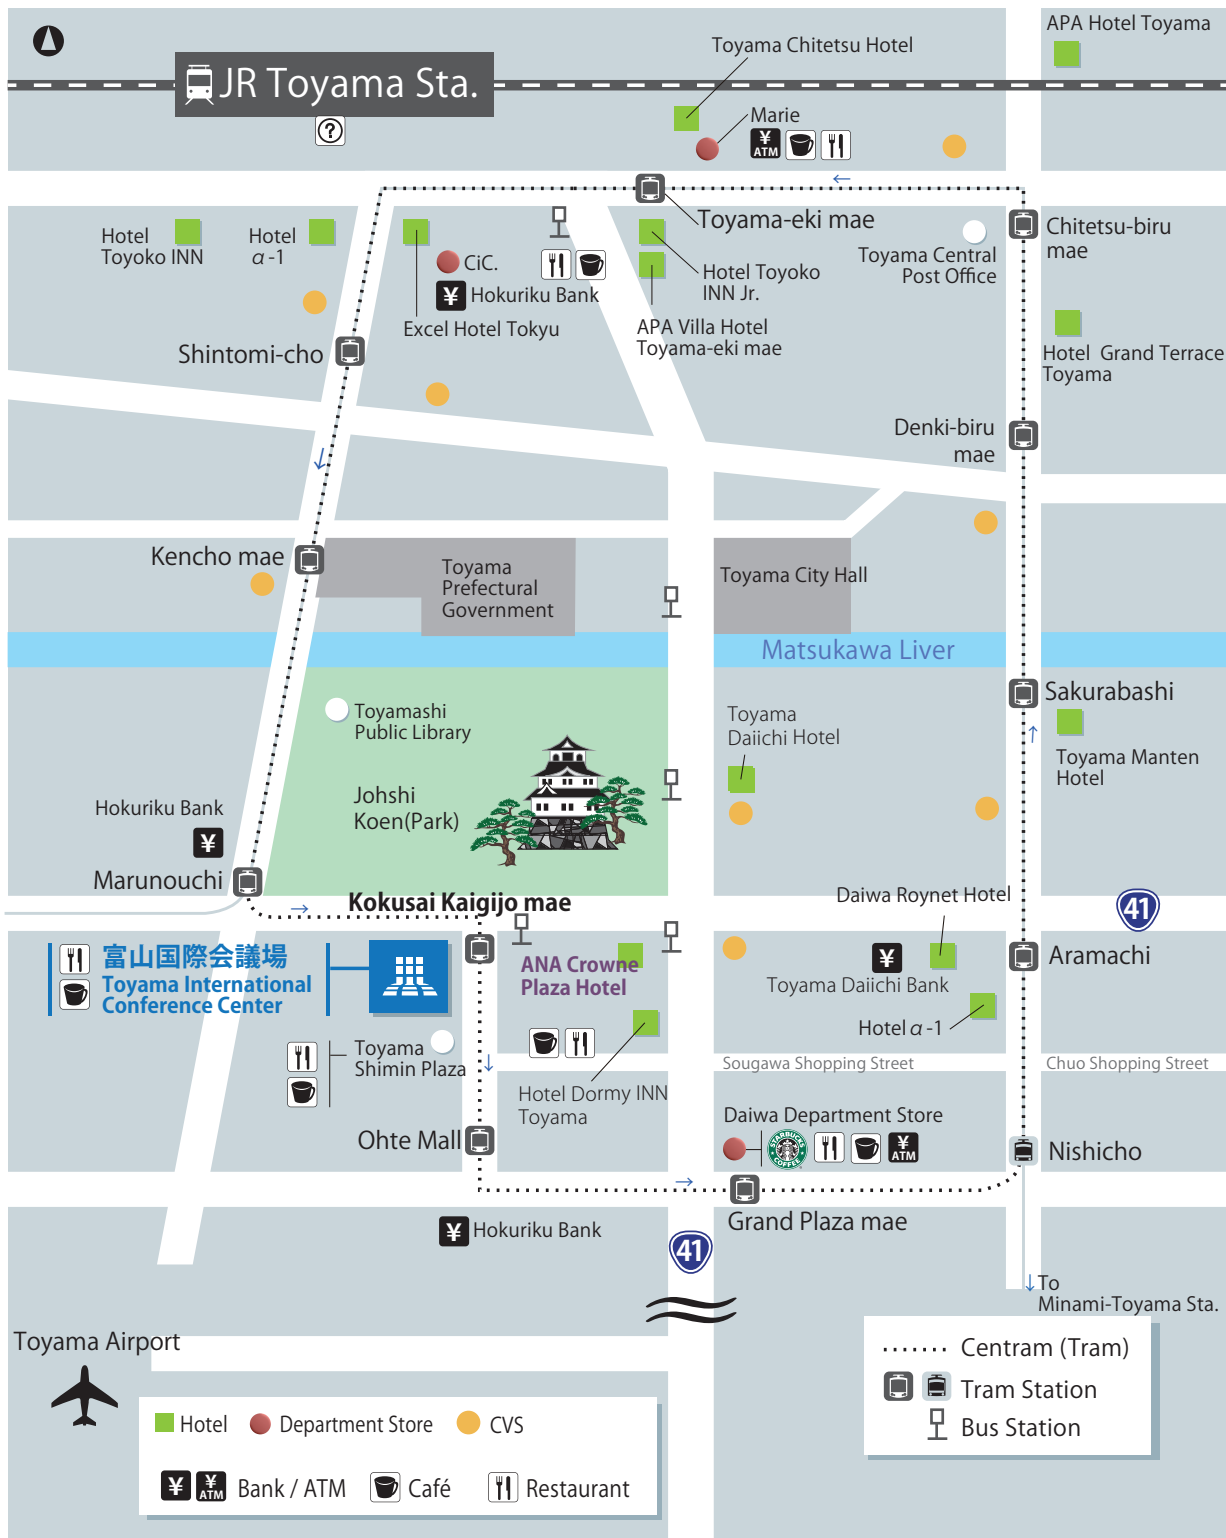 APA Hotel Toyama
Toyama Chitetsu Hotel
JR Toyama Sta.
?
Marie
¥
ATM
Toyama-eki mae
Hotel
Toyoko INN
Hotel
α-1
CiC.
¥
Hokuriku Bank
Excel Hotel Tokyu
Hotel Toyoko
INN Jr.
APA Villa Hotel
Toyama-eki mae
Toyama Central
Post Office
Chitetsu-biru
mae
Shintomi-cho
Hotel Grand Terrace
Toyama
Denki-biru
mae
Kencho mae
Toyama
Prefectural
Government
Toyama City Hall
Matsukawa Liver
Toyamashi
Public Library
Toyama
Daiichi Hotel
Sakurabashi
Toyama Manten
Hotel
Johshi
Koen(Park)
Hokuriku Bank
¥
Marunouchi
Kokusai Kaigijo mae
Daiwa Roynet Hotel
41
富山国際会議場
Toyama International
Conference Center
ANA Crowne
Plaza Hotel
¥
Toyama Daiichi Bank
Aramachi
Hotel α-1
Toyama
Shimin Plaza
Sougawa Shopping Street
Chuo Shopping Street
Hotel Dormy INN
Toyama
Daiwa Department Store
STARBUCKS
COFFEE
¥
ATM
Ohte Mall
Nishicho
Grand Plaza mae
¥
Hokuriku Bank
41
To
Minami-Toyama Sta.
Toyama Airport
Centram (Tram)
Tram Station
Bus Station
Hotel
Department Store
CVS
¥
¥
ATM
Bank / ATM
Café
Restaurant